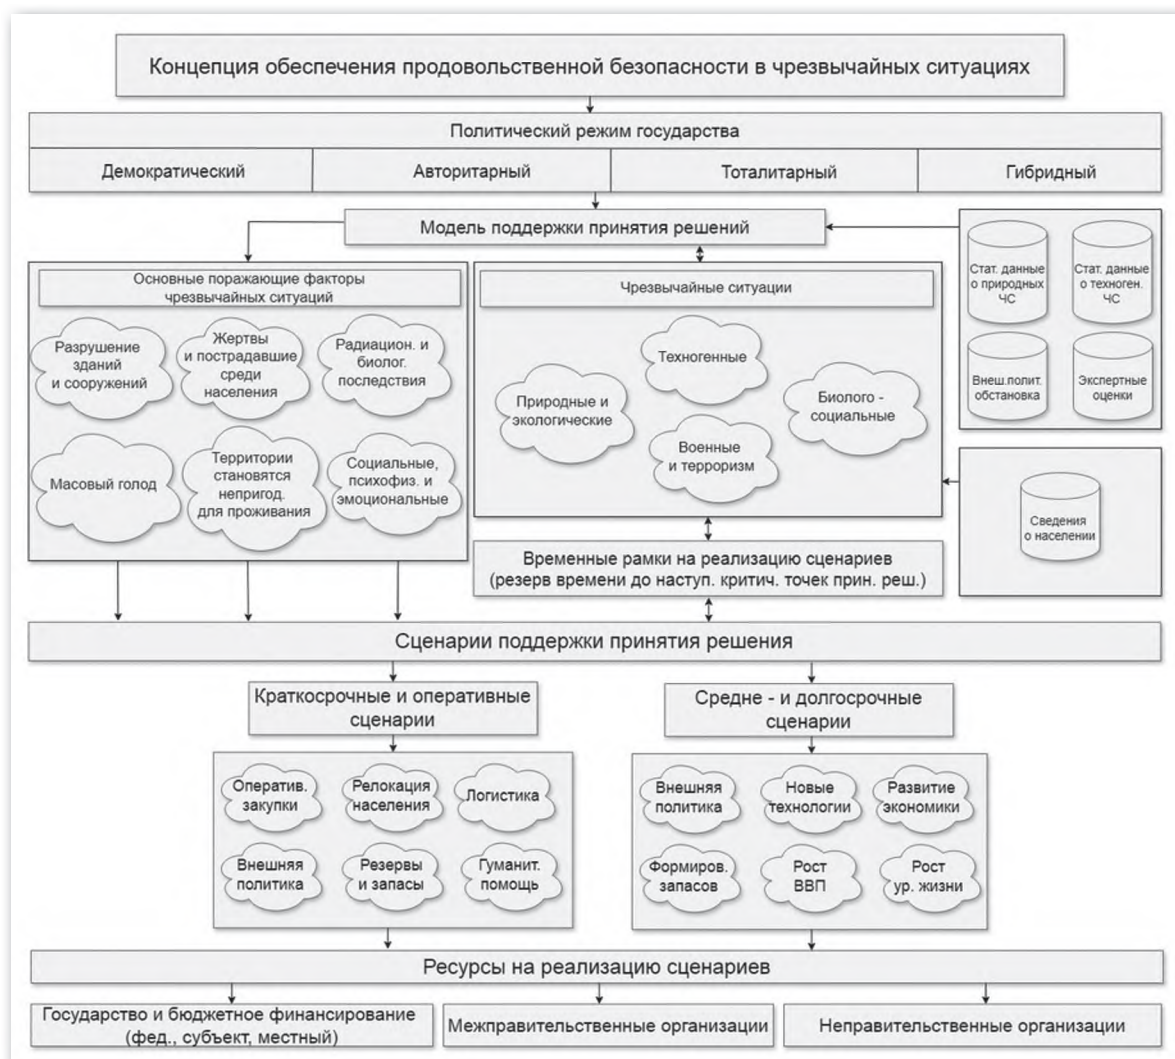 Концепция обеспечения продовольственной безопасности в чрезвычайных ситуациях
Политический режим государства
Демократический
Авторитарный
Тоталитарный
Гибридный
Модель поддержки принятия решений
Основные поражающие факторы
чрезвычайных ситуаций
Разрушение
зданий
и сооружений
Жертвы
и пострадавшие
среди
населения
Радиацион. и
биолог.
последствия
Масовый голод
Территории
становятся
непригод.
для проживания
Социальные,
психофиз. и
эмоциональные
Чрезвычайные ситуации
Природные и
экологические
Техногенные
Военные
и терроризм
Биолого -
социальные
Стат. данные
о природных
ЧС
Стат. данные
о техноген.
ЧС
Внеш.полит.
обстановка
Экспертные
оценки
Сведения
о населении
Временные рамки на реализацию сценариев
(резерв времени до наступ. критич. точек прин. реш.)
Сценарии поддержки принятия решения
Краткосрочные и оперативные
сценарии
Средне - и долгосрочные
сценарии
Оператив.
закупки
Релокация
населения
Логистика
Внешняя
политика
Резервы
и запасы
Гуманит.
помощь
Внешняя
политика
Новые
технологии
Развитие
экономики
Формиров.
запасов
Рост
ВВП
Рост
ур. жизни
Ресурсы на реализацию сценариев
Государство и бюджетное финансирование
(фед., субъект, местный)
Межправительственные организации
Неправительственные организации